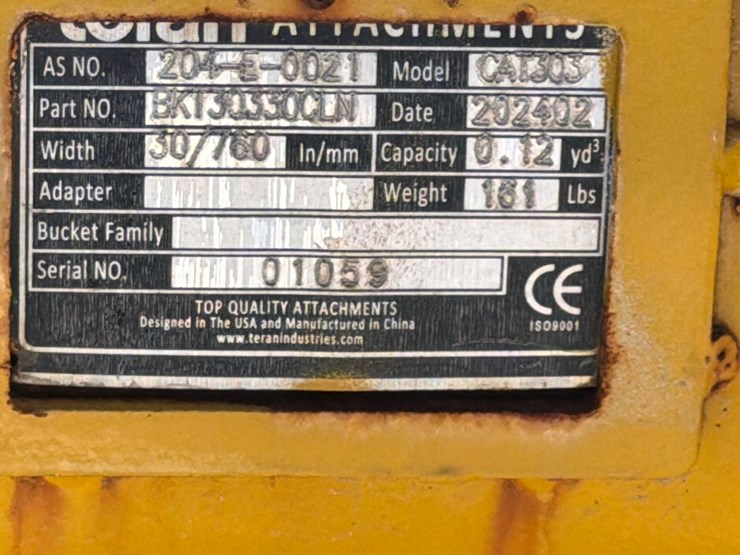 teran ATTACHMENTS
AS NO. 204-E-0021 Model CAT303
Part NO. BKT30330CLN Date 202402
Width 30/760 In/mm Capacity 0.12 yd³
Adapter Weight 161 Lbs
Bucket Family
Serial NO. 01059 CE
TOP QUALITY ATTACHMENTS ISO9001
Designed in The USA and Manufactured in China
www.teranindustries.com